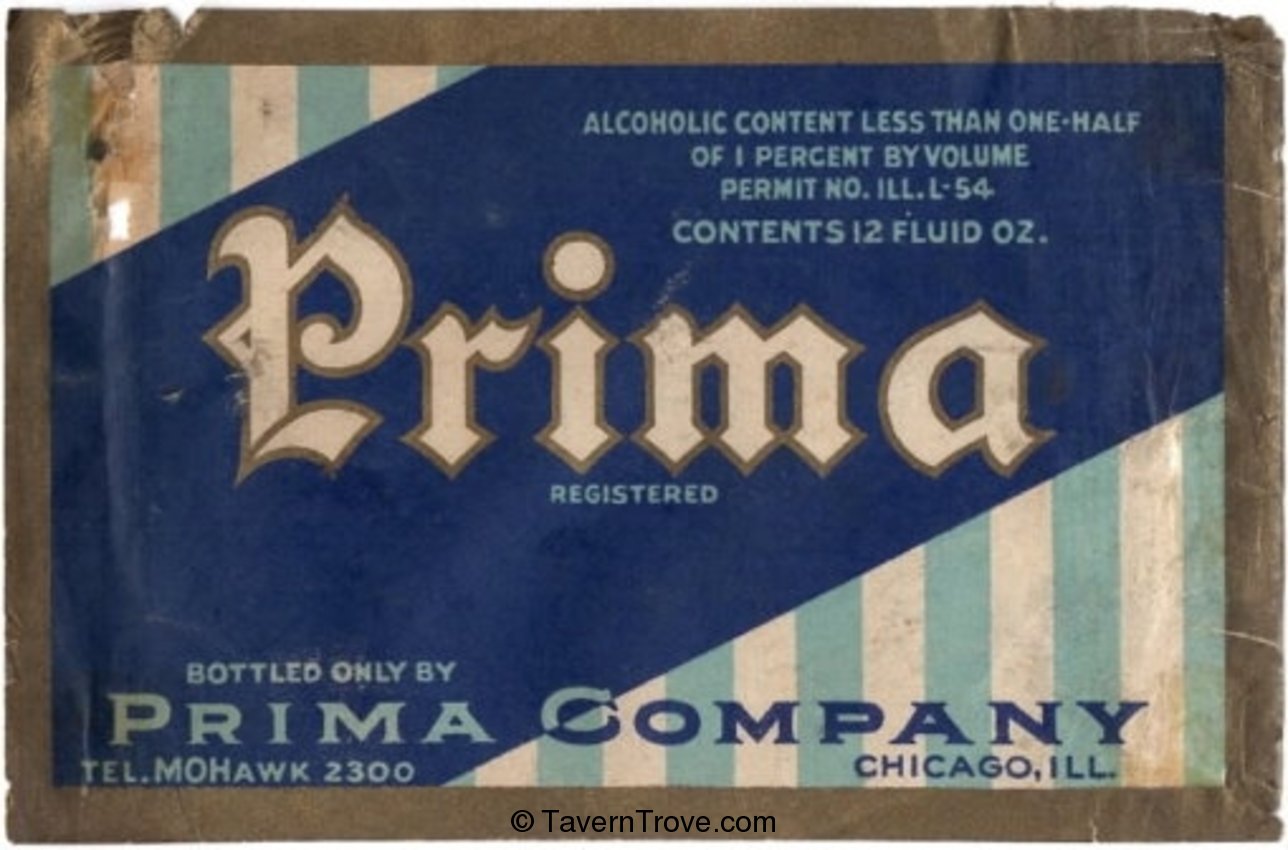 ALCOHOLIC CONTENT LESS THAN ONE-HALF
OF 1 PERCENT BY VOLUME
PERMIT NO. ILL. L-54
CONTENTS 12 FLUID OZ.
Prima
REGISTERED
BOTTLED ONLY BY
PRIMA COMPANY
TEL. MOHAWK 2300
CHICAGO, ILL.
© TavernTrove.com